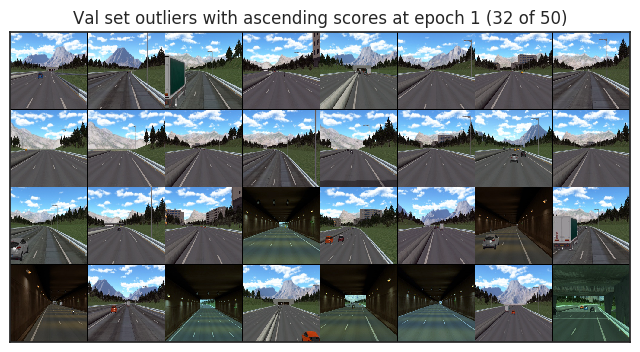 Val set outliers with ascending scores at epoch 1 (32 of 50)